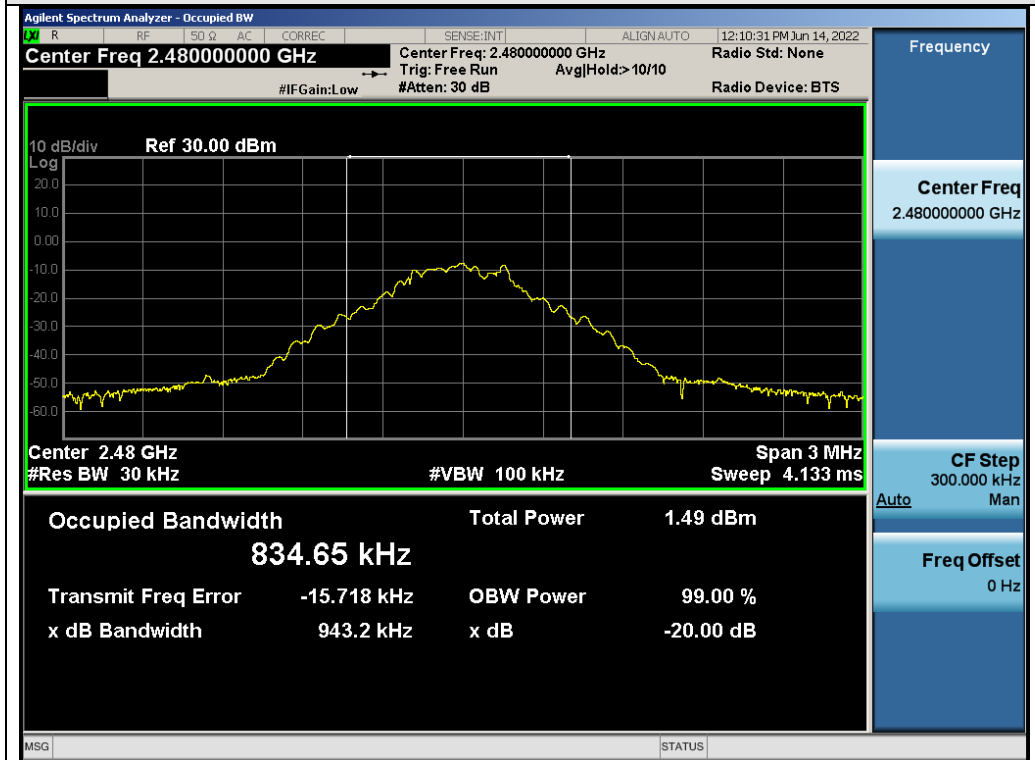 Agilent Spectrum Analyzer - Occupied BW
LXI R RF 50 Ω AC CORREC SENSE:INT ALIGN AUTO 12:10:31 PM Jun 14, 2022
Center Freq 2.480000000 GHz
Center Freq: 2.480000000 GHz
Radio Std: None
Trig: Free Run Avg|Hold:> 10/10
#IFGain:Low
#Atten: 30 dB
Radio Device: BTS
Frequency
10 dB/div Ref 30.00 dBm
Log
20.0
10.0
0.00
-10.0
-20.0
-30.0
-40.0
-50.0
-60.0
Center 2.48 GHz Span 3 MHz
#Res BW 30 kHz #VBW 100 kHz Sweep 4.133 ms
Occupied Bandwidth Total Power 1.49 dBm
834.65 kHz
Transmit Freq Error -15.718 kHz OBW Power 99.00 %
x dB Bandwidth 943.2 kHz x dB -20.00 dB
Center Freq
2.480000000 GHz
CF Step
300.000 kHz
Auto Man
Freq Offset
0 Hz
MSG STATUS